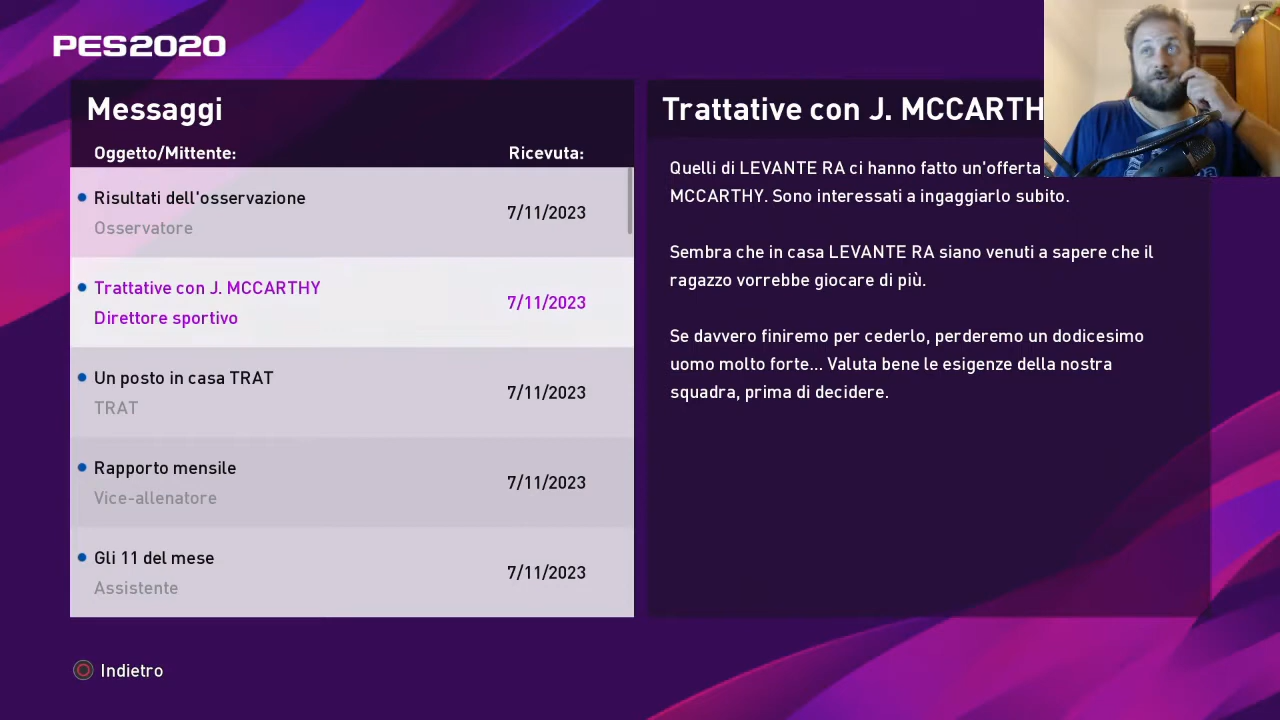 PES2020
Messaggi
Oggetto/Mittente:
Ricevuta:
Risultati dell'osservazione
Osservatore
7/11/2023
Trattative con J. MCCARTHY
Direttore sportivo
7/11/2023
Un posto in casa TRAT
TRAT
7/11/2023
Rapporto mensile
Vice-allenatore
7/11/2023
Gli 11 del mese
Assistente
7/11/2023
Trattative con J. MCCARTH
Quelli di LEVANTE RA ci hanno fatto un'offerta
MCCARTHY. Sono interessati a ingaggiarlo subito.
Sembra che in casa LEVANTE RA siano venuti a sapere che il
ragazzo vorrebbe giocare di più.
Se davvero finiremo per cederlo, perderemo un dodicesimo
uomo molto forte... Valuta bene le esigenze della nostra
squadra, prima di decidere.
Indietro